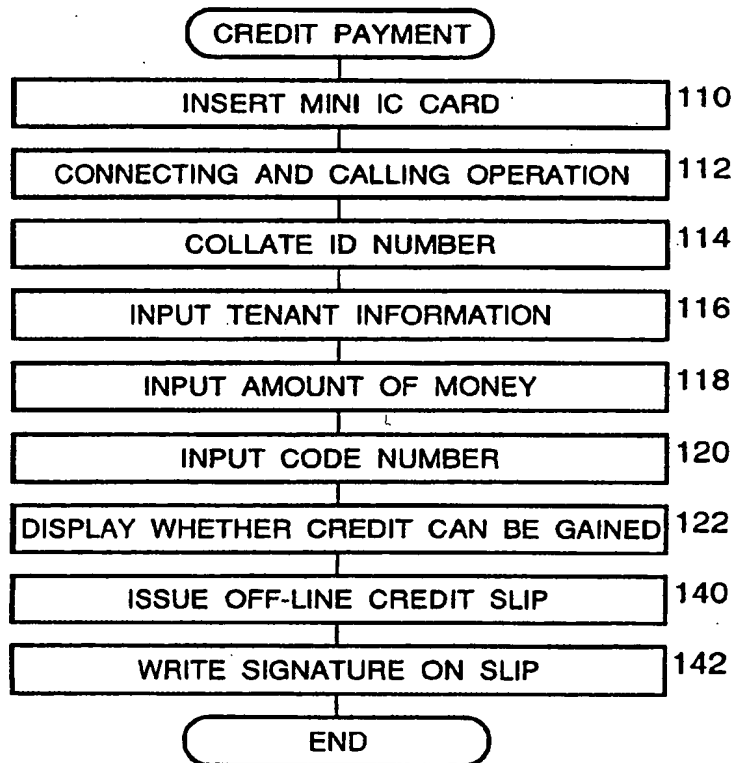 CREDIT PAYMENT
INSERT MINI IC CARD 110
CONNECTING AND CALLING OPERATION 112
COLLATE ID NUMBER 114
INPUT TENANT INFORMATION 116
INPUT AMOUNT OF MONEY 118
INPUT CODE NUMBER 120
DISPLAY WHETHER CREDIT CAN BE GAINED 122
ISSUE OFF-LINE CREDIT SLIP 140
WRITE SIGNATURE ON SLIP 142
END